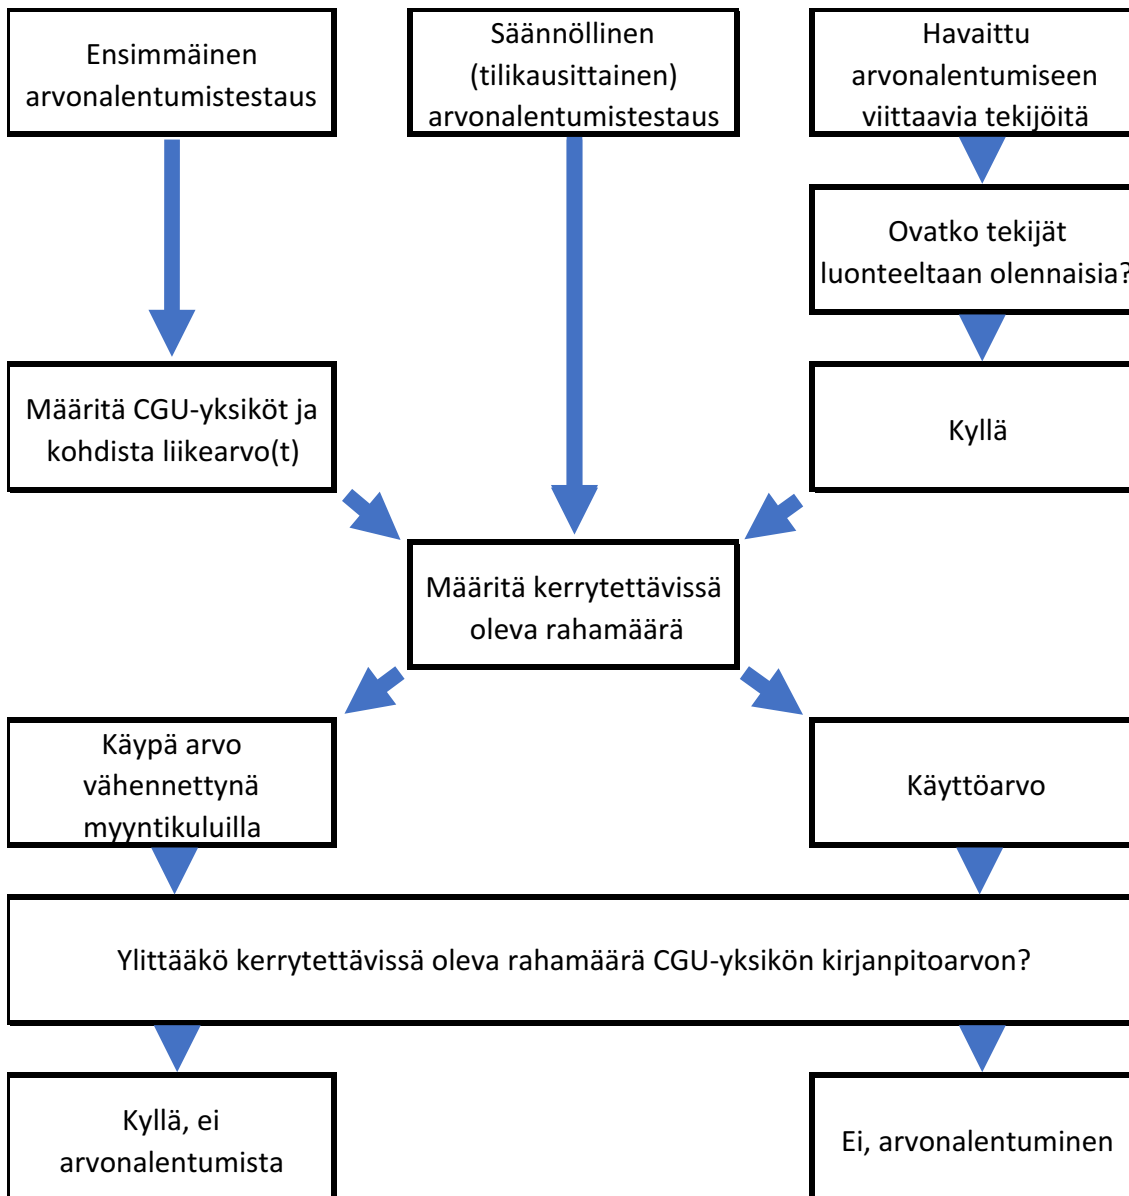 Ensimmäinen
arvonalentumistestaus
Säännöllinen
(tilikausittainen)
arvonalentumistestaus
Havaittu
arvonalentumiseen
viittaavia tekijöitä
Ovatko tekijät
luonteeltaan olennaisia?
Määritä CGU-yksiköt ja
kohdista liikearvo(t)
Kyllä
Määritä kerrytettävissä
oleva rahamäärä
Käypä arvo
vähennettynä
myyntikuluilla
Käyttöarvo
Ylittääkö kerrytettävissä oleva rahamäärä CGU-yksikön kirjanpitoarvon?
Kyllä, ei
arvonalentumista
Ei, arvonalentuminen